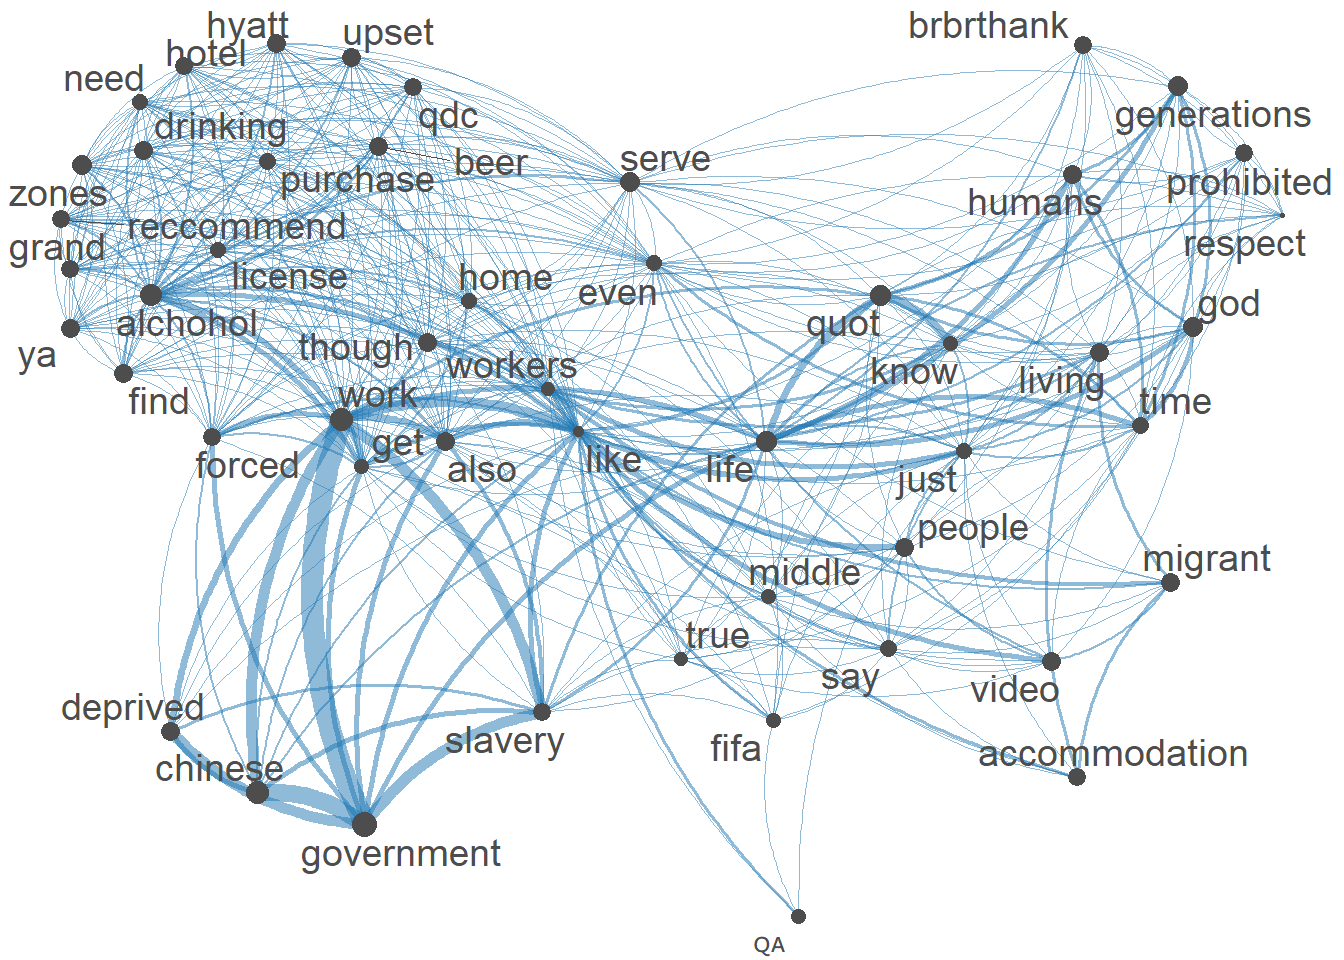 hyatt
upset
brbrthank
hotel
need
generations
qdc
drinking
beer
serve
purchase
prohibited
zones
humans
reccommend
grand
respect
license
home
even
god
alchohol
quot
ya
though
workers
know
living
find
work
time
get
forced
also
like
life
just
people
middle
migrant
true
say
video
deprived
slavery
fifa
chinese
accommodation
government
QA